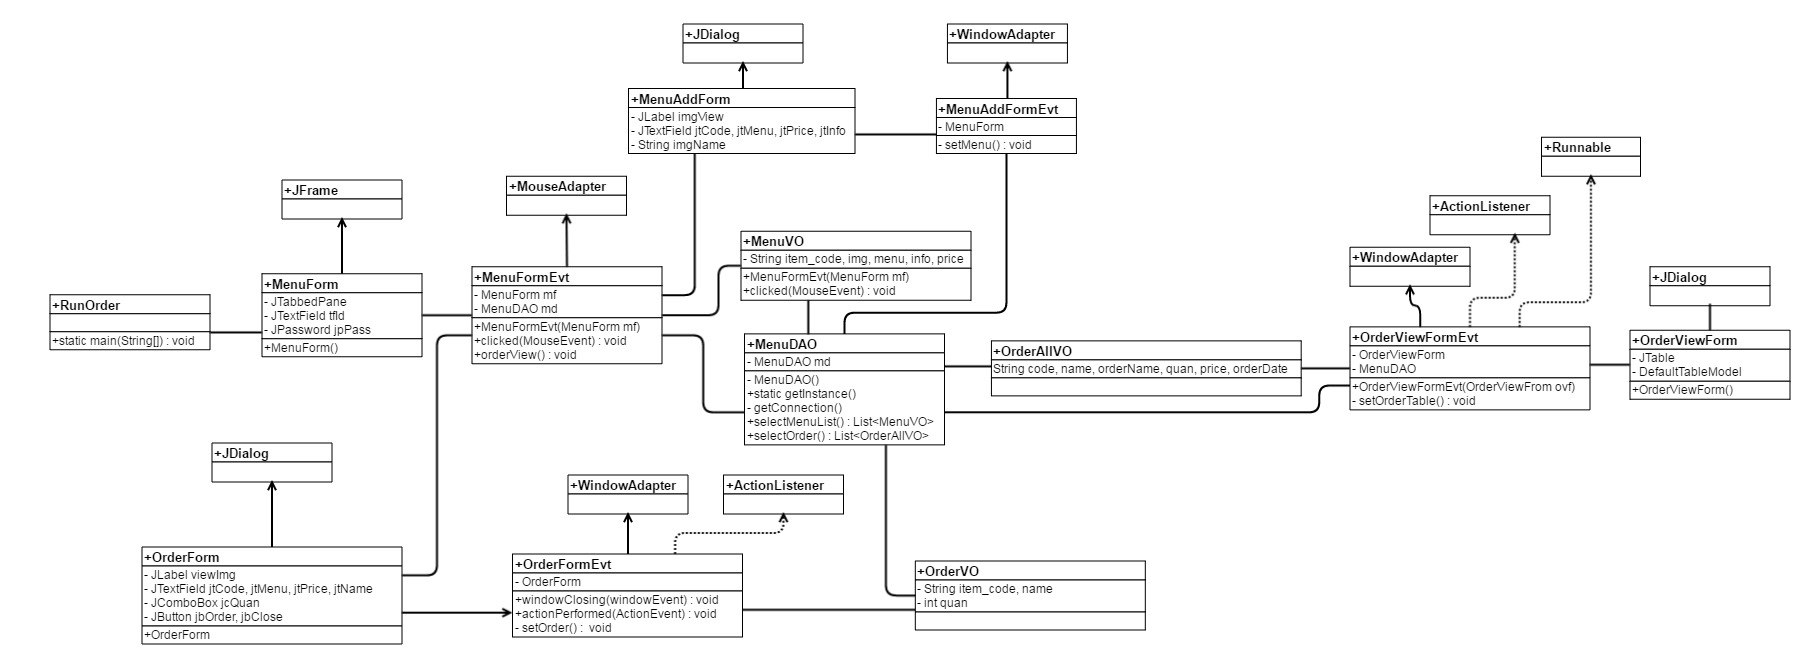 +JDialog
+WindowAdapter
+MenuAddForm
- JLabel imgView
- JTextField jtCode, jtMenu, jtPrice, jtInfo
- String imgName
+MenuAddFormEvt
- MenuForm
- setMenu() : void
+Runnable
+JFrame
+MouseAdapter
+ActionListener
+MenuVO
- String item_code, img, menu, info, price
+MenuFormEvt(MenuForm mf)
+clicked(MouseEvent) : void
+WindowAdapter
+JDialog
+RunOrder
+static main(String[]) : void
+MenuForm
- JTabbedPane
- JTextField tfId
- JPassword jpPass
+MenuForm()
+MenuFormEvt
- MenuForm mf
- MenuDAO md
+MenuFormEvt(MenuForm mf)
+clicked(MouseEvent) : void
+orderView() : void
+MenuDAO
- MenuDAO md
- MenuDAO()
+static getInstance()
- getConnection()
+selectMenuList() : List<MenuVO>
+selectOrder() : List<OrderAllVO>
+OrderAllVO
String code, name, orderName, quan, price, orderDate
+OrderViewFormEvt
- OrderViewForm
- MenuDAO
+OrderViewFormEvt(OrderViewFrom ovf)
- setOrderTable() : void
+OrderViewForm
- JTable
- DefaultTableModel
+OrderViewForm()
+JDialog
+WindowAdapter
+ActionListener
+OrderForm
- JLabel viewImg
- JTextField jtCode, jtMenu, jtPrice, jtName
- JComboBox jcQuan
- JButton jbOrder, jbClose
+OrderForm
+OrderFormEvt
- OrderForm
+windowClosing(windowEvent) : void
+actionPerformed(ActionEvent) : void
- setOrder() :  void
+OrderVO
- String item_code, name
- int quan